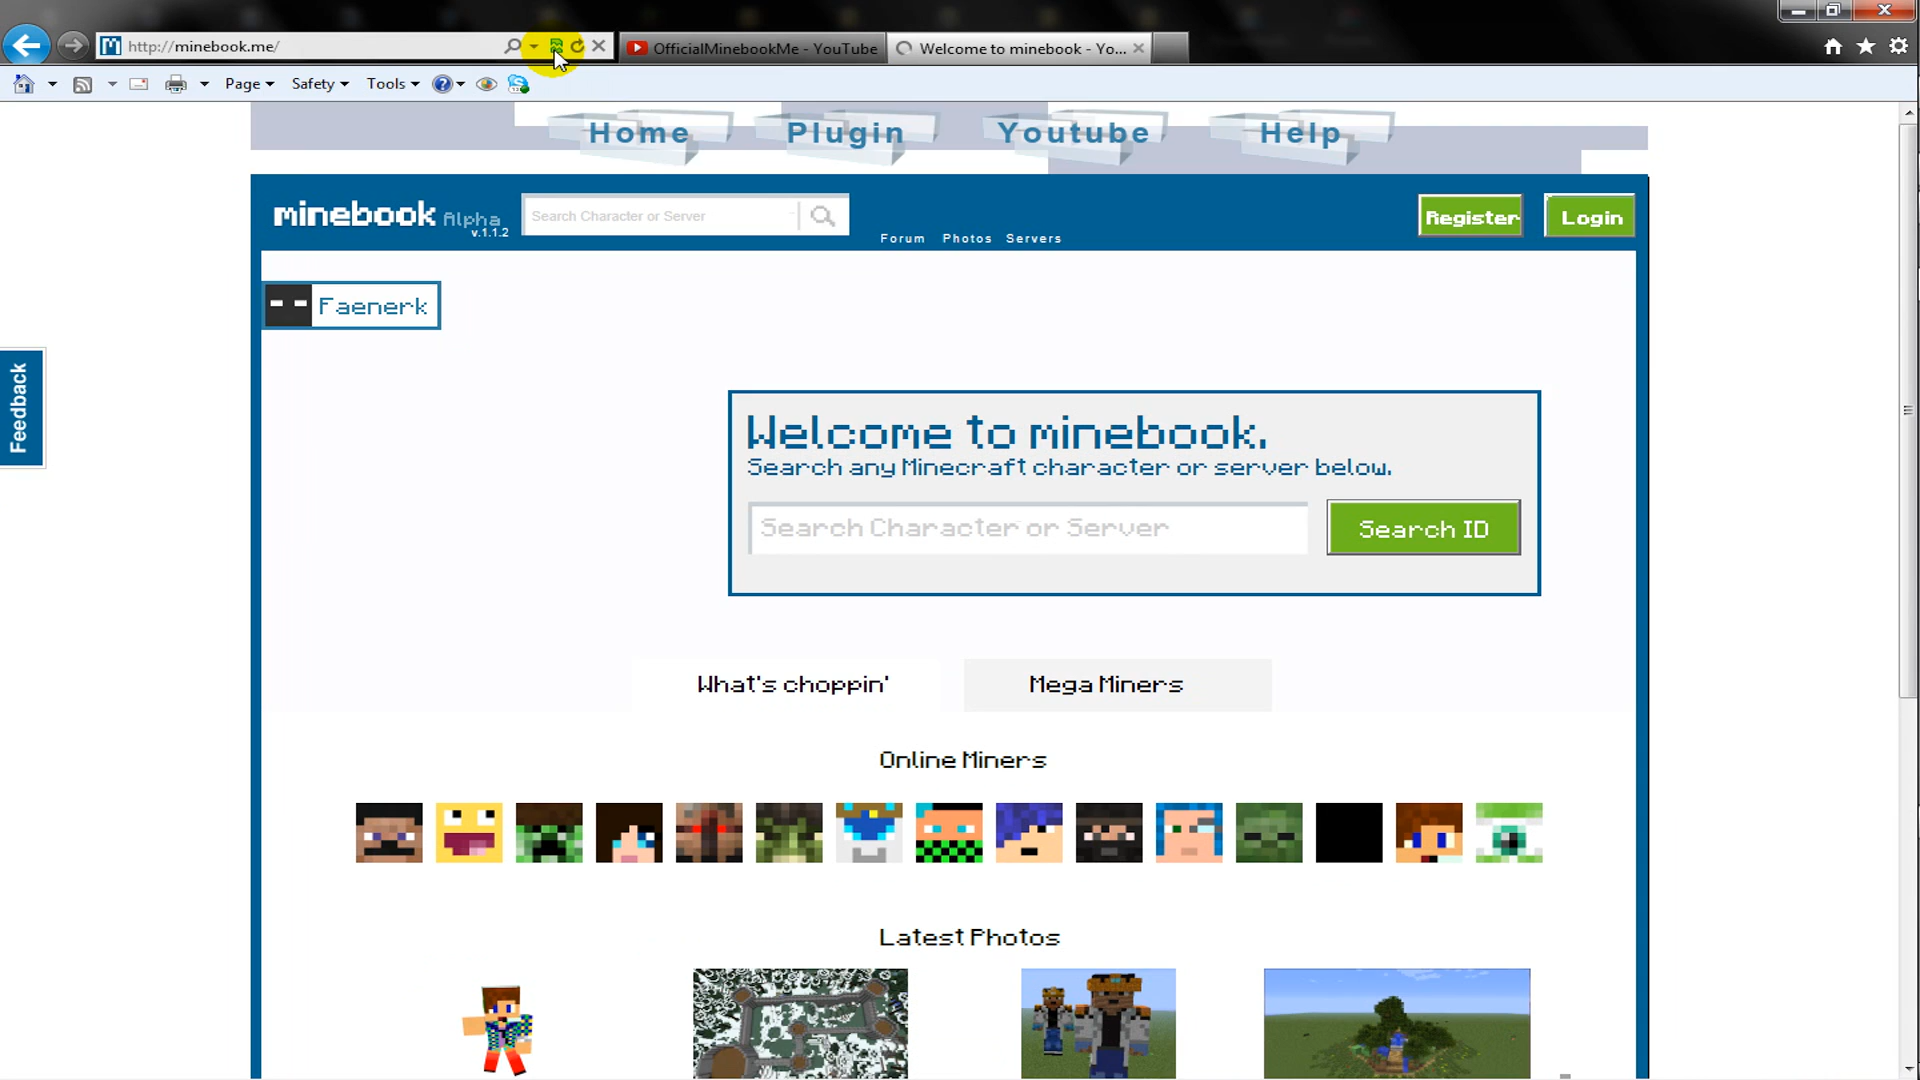 http://minebook.me/
OfficialMinebookMe - YouTube
Welcome to minebook - Yo...
Page
Safety
Tools
Home
Plugin
Youtube
Help
minebook Alpha
v.1.1.2
Search Character or Server
Forum
Photos
Servers
Register
Login
Faenerk
Feedback
Welcome to minebook.
Search any Minecraft character or server below.
Search Character or Server
Search ID
What's choppin'
Mega Miners
Online Miners
Latest Photos